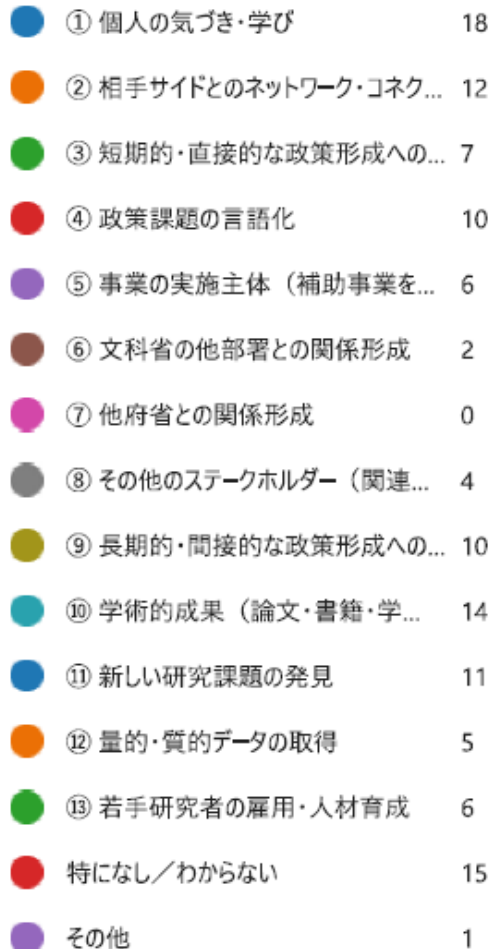 ① 個人の気づき・学び 18
② 相手サイドとのネットワーク・コネク... 12
③ 短期的・直接的な政策形成への... 7
④ 政策課題の言語化 10
⑤ 事業の実施主体（補助事業を... 6
⑥ 文科省の他部署との関係形成 2
⑦ 他府省との関係形成 0
⑧ その他のステークホルダー（関連... 4
⑨ 長期的・間接的な政策形成への... 10
⑩ 学術的成果（論文・書籍・学... 14
⑪ 新しい研究課題の発見 11
⑫ 量的・質的データの取得 5
⑬ 若手研究者の雇用・人材育成 6
特になし／わからない 15
その他 1